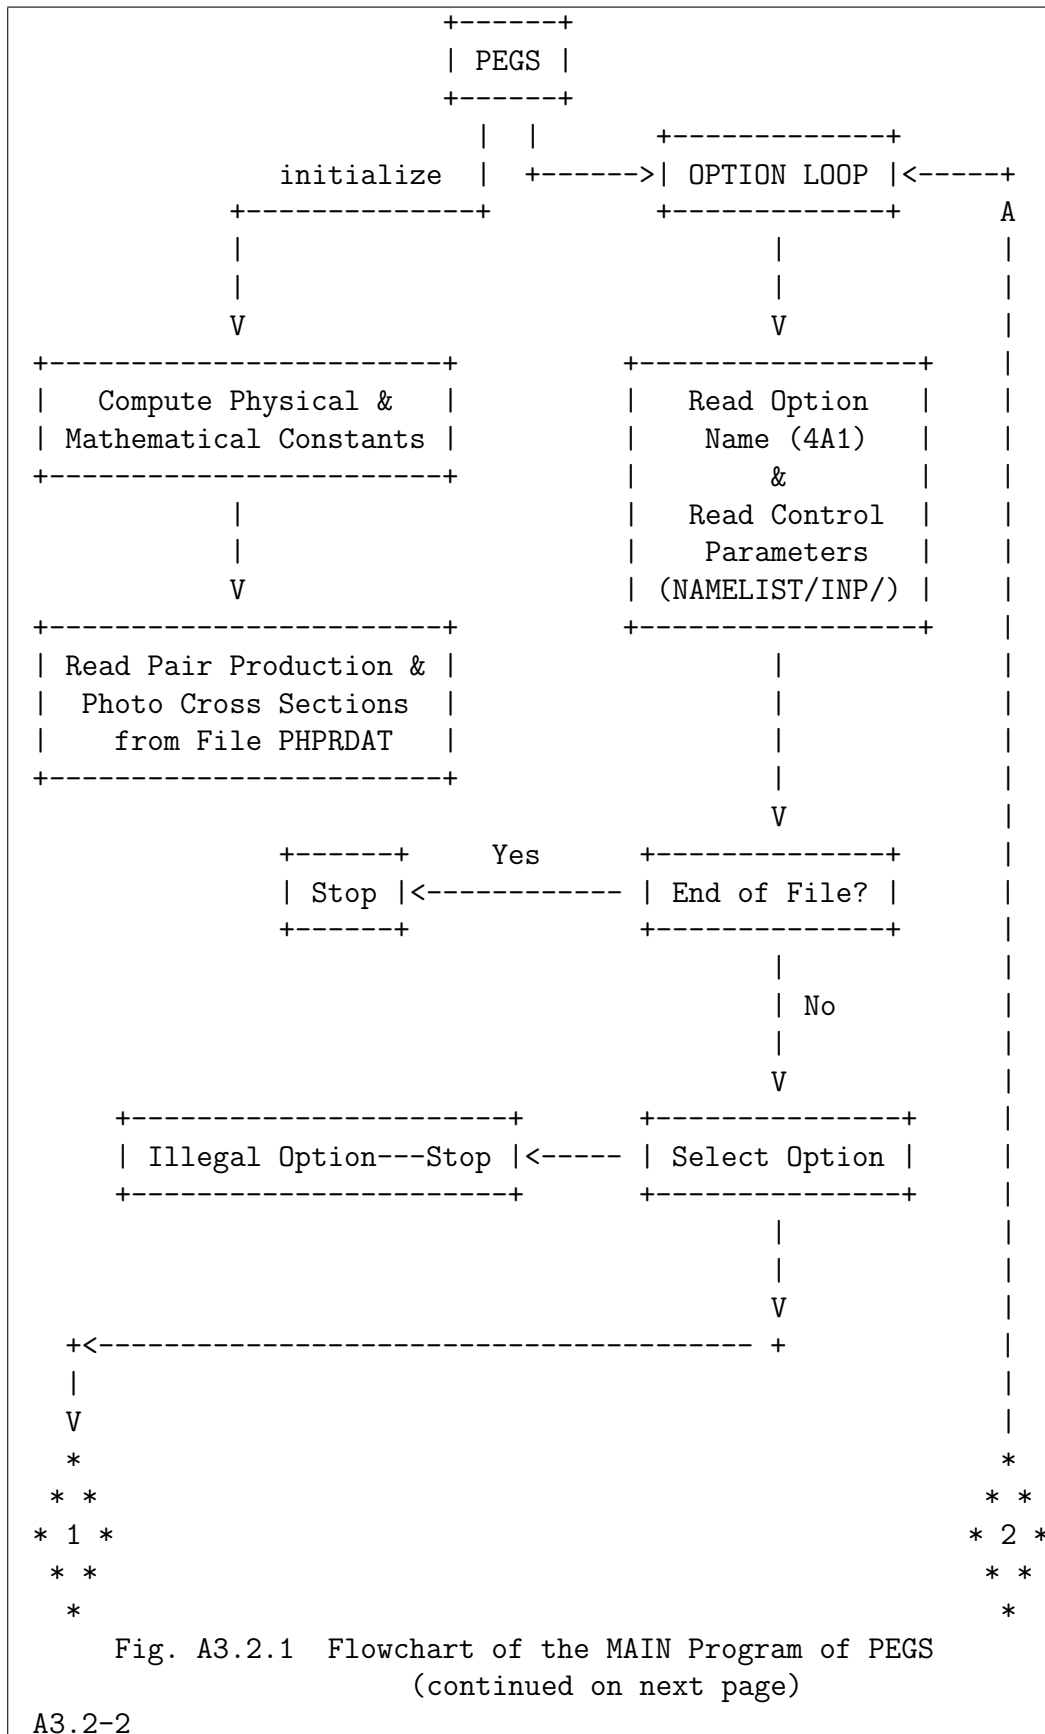 PEGS
initialize
OPTION LOOP
A
V
V
Compute Physical &
Mathematical Constants
Read Option
Name (4A1)
&
Read Control
Parameters
(NAMELIST/INP/)
V
Read Pair Production &
Photo Cross Sections
from File PHPRDAT
V
Yes
Stop
End of File?
No
V
Illegal Option---Stop
Select Option
V
V
1
2
Fig. A3.2.1 Flowchart of the MAIN Program of PEGS
(continued on next page)
A3.2-2